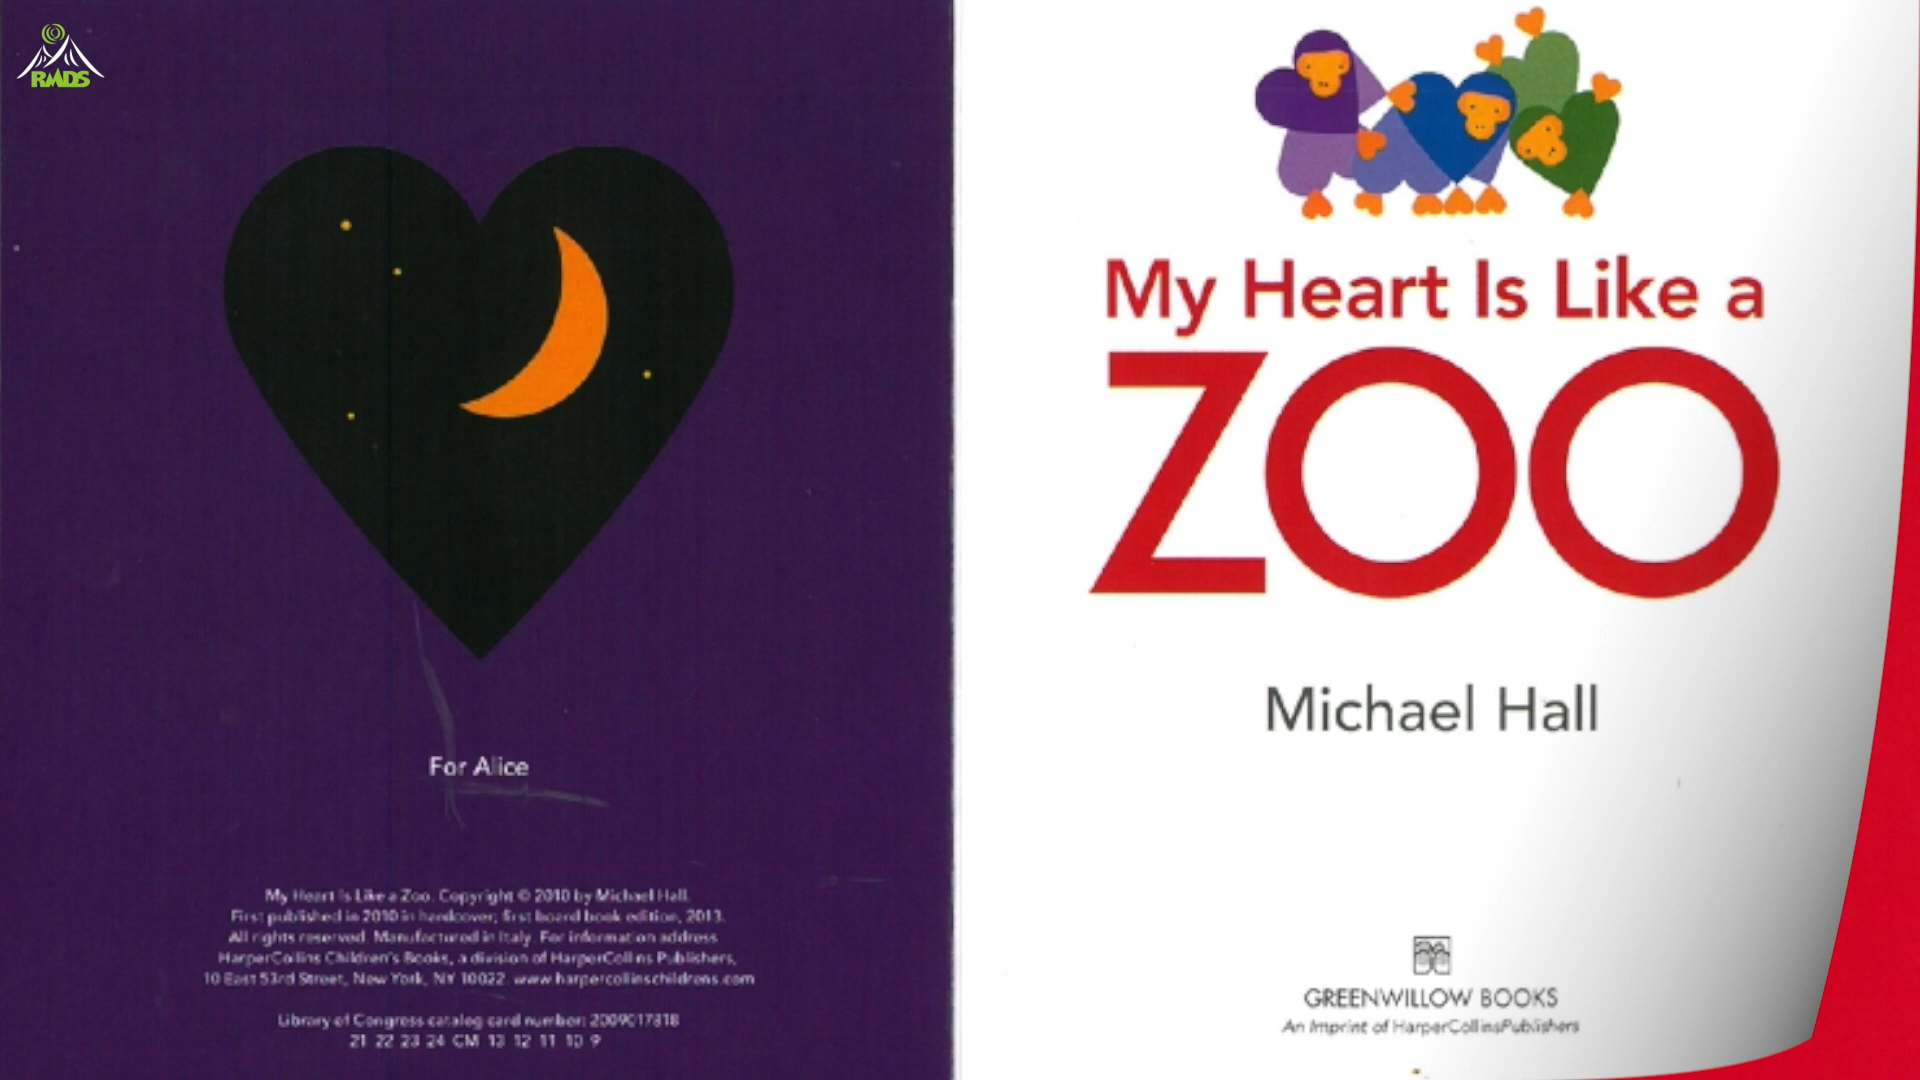 RMDS
For Alice
My Heart Is Like a Zoo. Copyright © 2010 by Michael Hall.
First published in 2010 in hardcover; first board book edition, 2013.
All rights reserved. Manufactured in Italy. For information address
HarperCollins Children's Books, a division of HarperCollins Publishers,
10 East 53rd Street, New York, NY 10022. www.harpercollinschildrens.com
Library of Congress catalog card number: 2009017818
21 22 23 24 CM 13 12 11 10 9
My Heart Is Like a
ZOO
Michael Hall
GREENWILLOW BOOKS
An Imprint of HarperCollinsPublishers